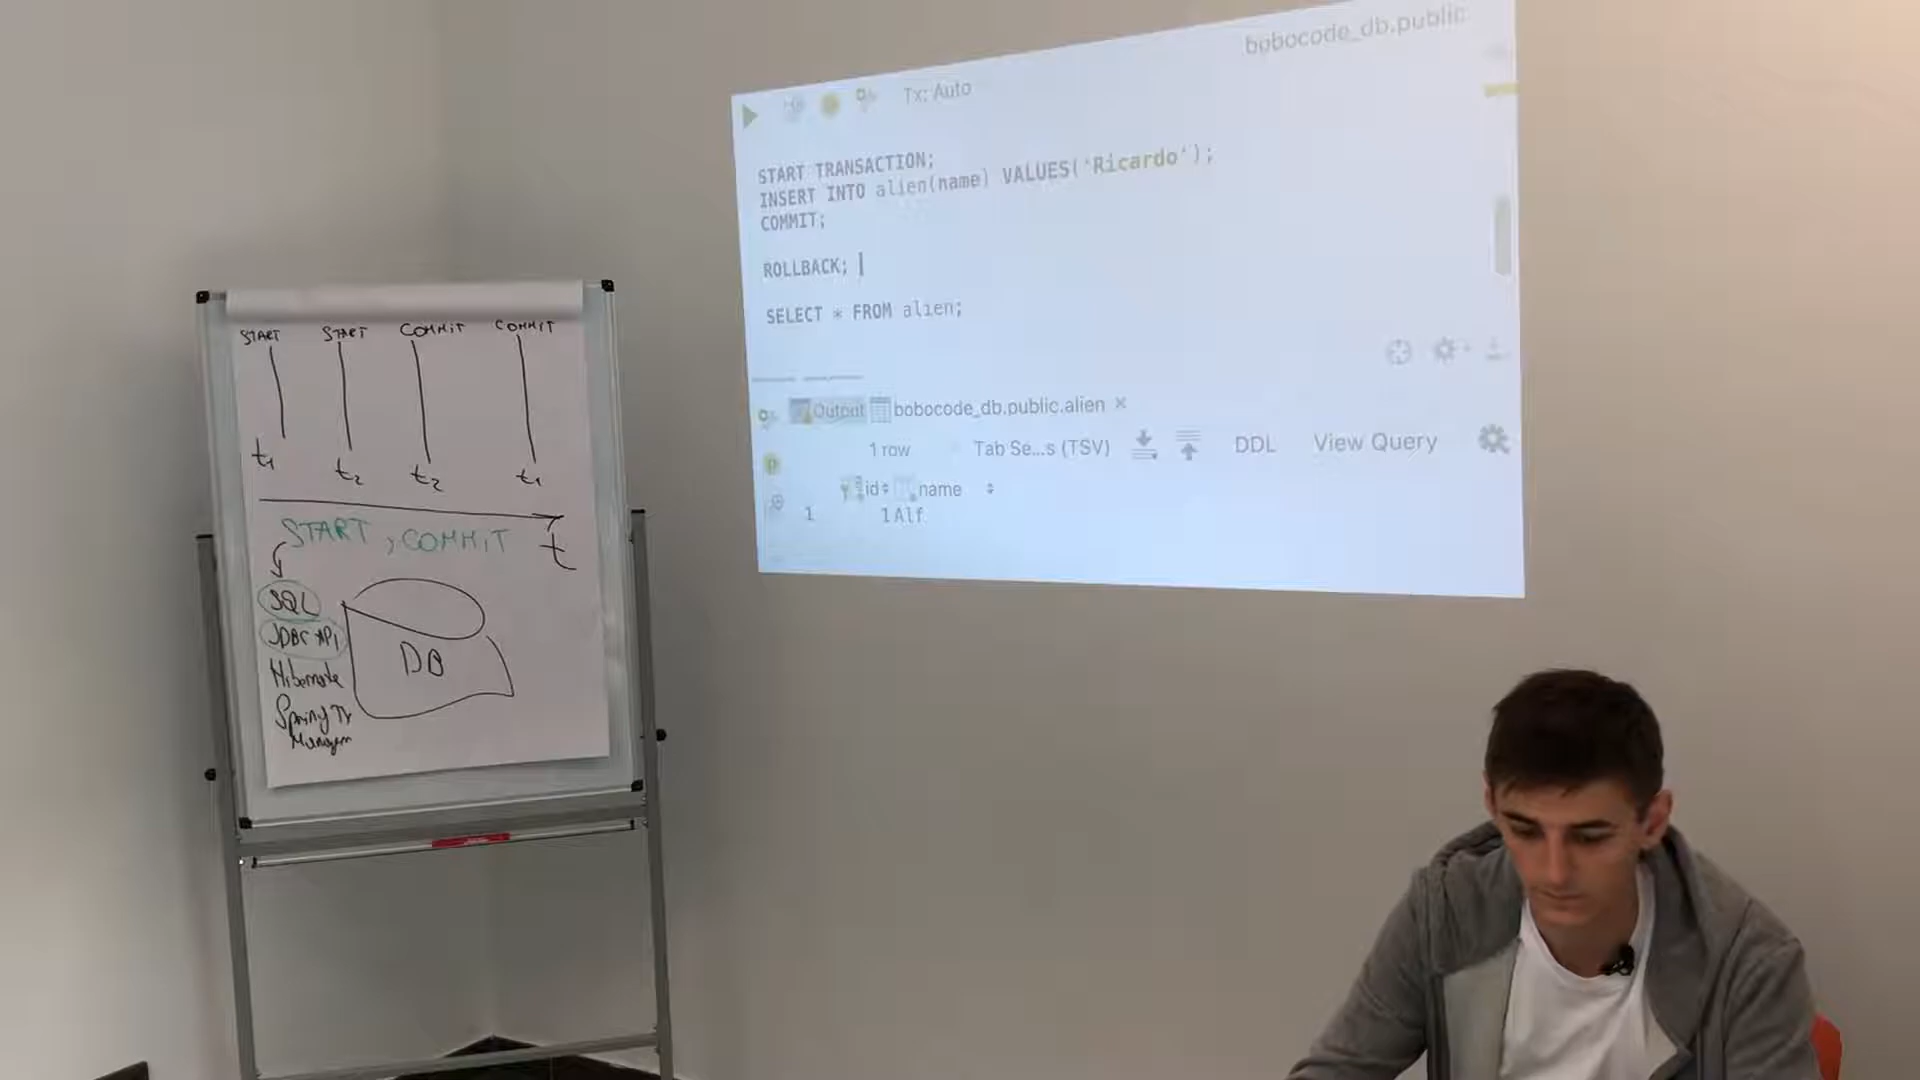 START START COMMIT COMMIT
t1 t2 t2 t1
START, COMMIT t
SQL
JDBC API
Hibernate
Spring Tx
DB
bobocode_db.public
Tx: Auto
START TRANSACTION;
INSERT INTO alien(name) VALUES('Ricardo');
COMMIT;
ROLLBACK;
SELECT * FROM alien;
Output bobocode_db.public.alien ×
1 row Tab Se...s (TSV) DDL View Query
id name
1 1 Alf